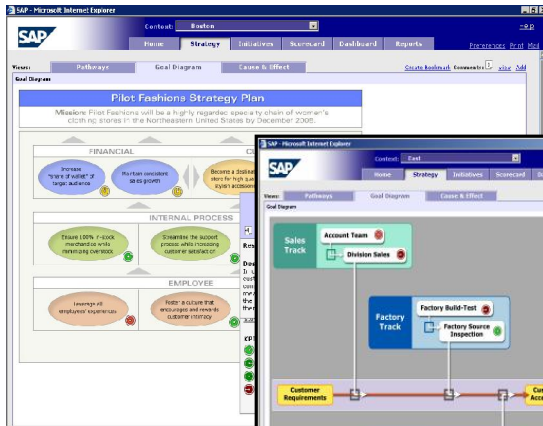 SAP - Microsoft Internet Explorer
SAP
Context: Boston
Home Strategy Initiatives Scorecard Dashboard Reports
Preferences Print
Views: Pathways Goal Diagram Cause & Effect
Create Bookmark Comments view Add
Goal Diagram
Pilot Fashions Strategy Plan
Mission: Pilot Fashions will be a highly regarded specialty chain of women's
clothing stores in the Northeastern United States by December 2008.
FINANCIAL
Increase
"share of wallet" of
target audience
Maintain consistent
sales growth
Become a
store for high
stylish
INTERNAL PROCESS
Ensure 100% in-stock
merchandise while
minimizing overstock
Streamline the support
process while increasing
customer satisfaction
EMPLOYEE
Leverage all
employees' experiences
Foster a culture that
encourages and rewards
customer intimacy
SAP - Microsoft Internet Explorer
SAP
Context: East
Home Strategy Initiatives Scorecard
Views: Pathways Goal Diagram Cause & Effect
Goal Diagram
Sales
Track
Account Team
Division Sales
Factory
Track
Factory Build-Test
Factory Source
Inspection
Customer
Requirements